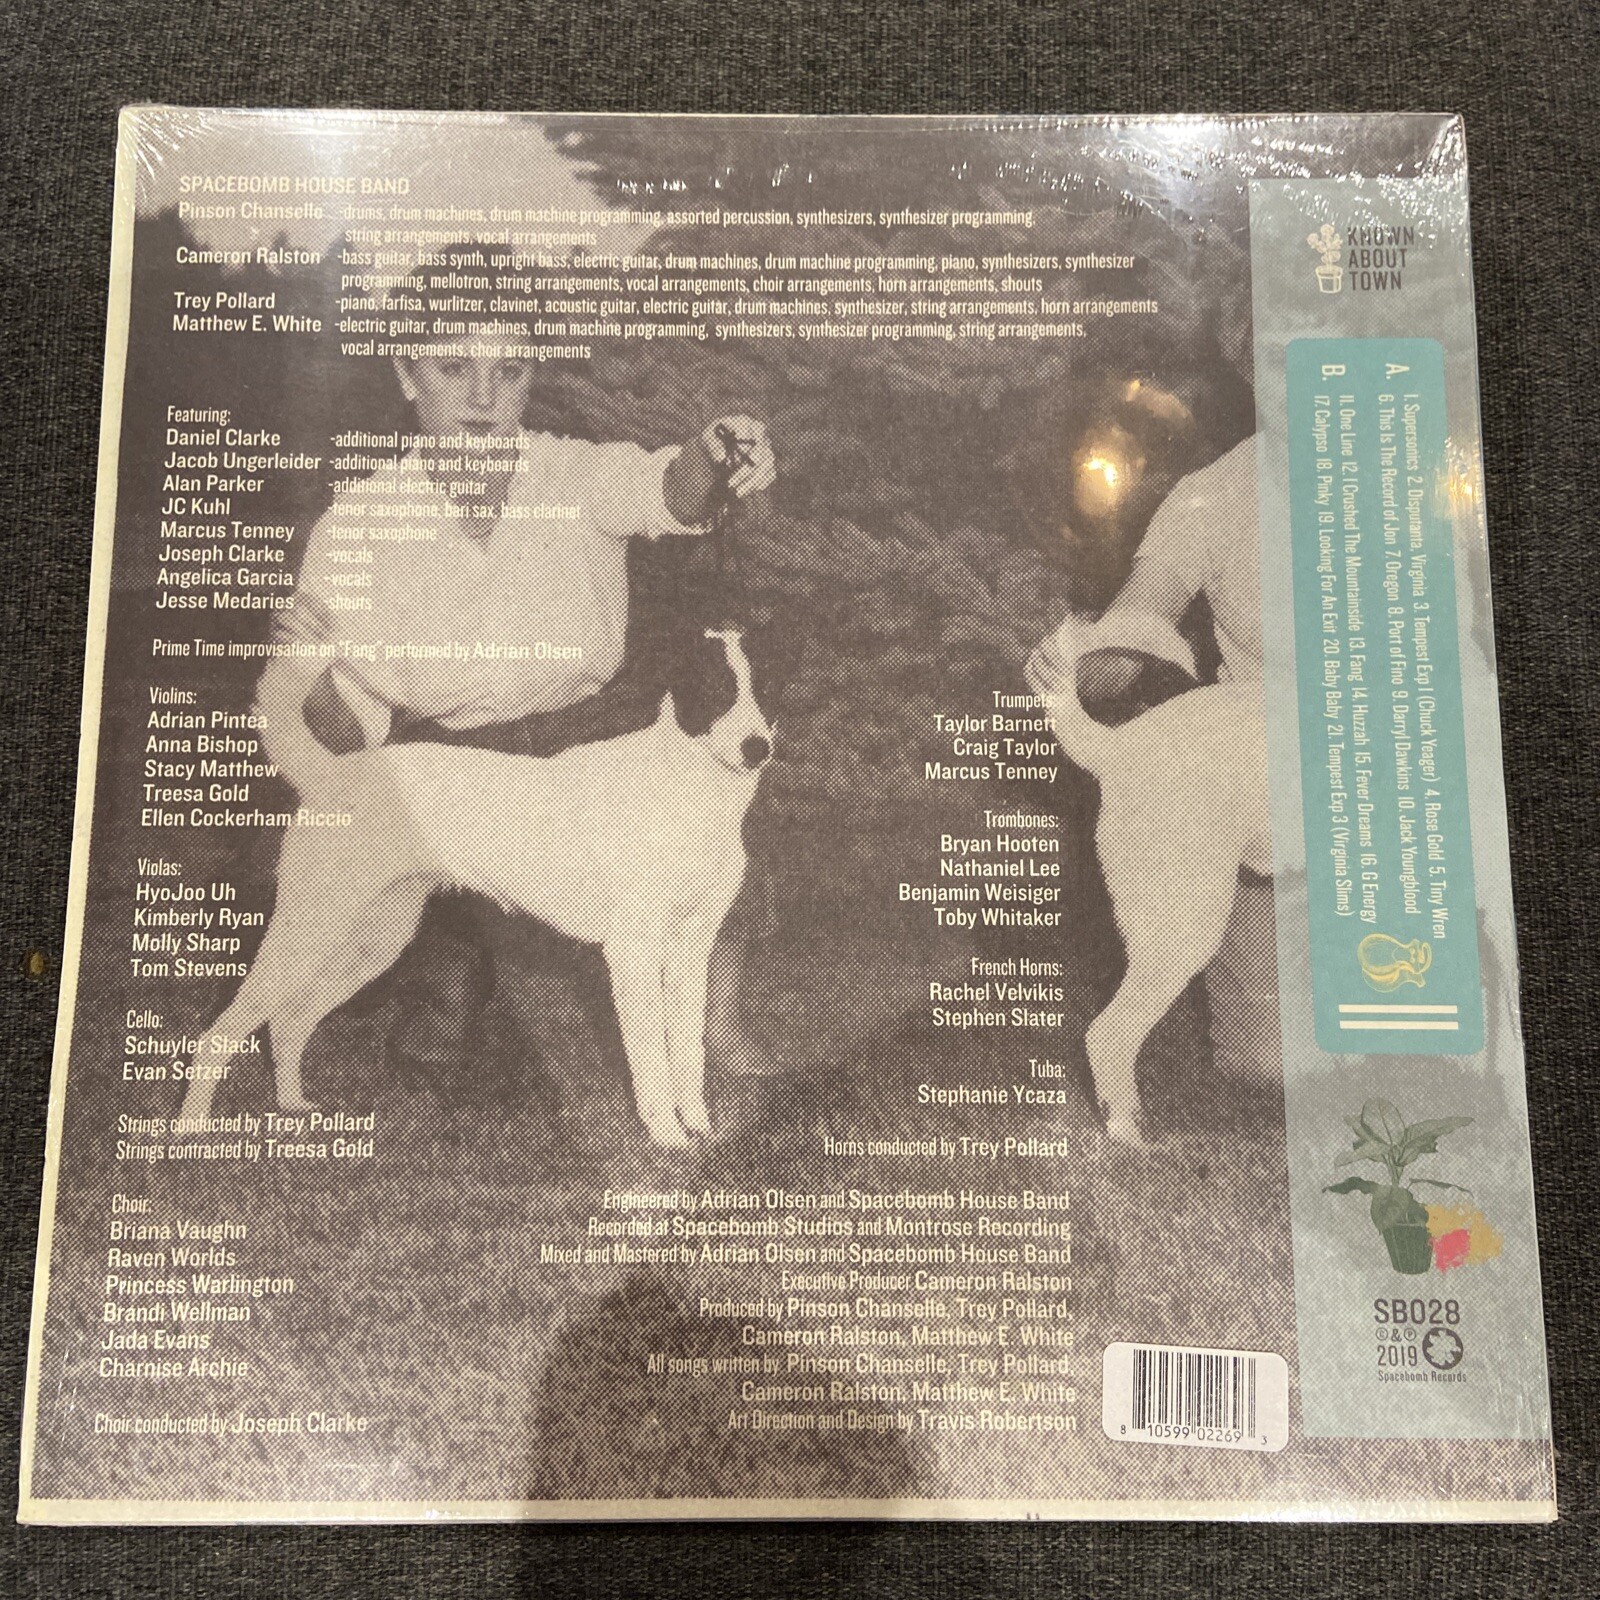 SPACEBOMB HOUSE BAND
Pinson Chanselle -drums, drum machines, drum machine programming, assorted percussion, synthesizers, synthesizer programming,
string arrangements, vocal arrangements
Cameron Ralston -bass guitar, bass synth, upright bass, electric guitar, drum machines, drum machine programming, piano, synthesizers, synthesizer
programming, mellotron, string arrangements, vocal arrangements, choir arrangements, horn arrangements, shouts
Trey Pollard -piano, farfisa, wurlitzer, clavinet, acoustic guitar, electric guitar, drum machines, synthesizer, string arrangements, horn arrangements
Matthew E. White -electric guitar, drum machines, drum machine programming, synthesizers, synthesizer programming, string arrangements,
vocal arrangements, choir arrangements
Featuring:
Daniel Clarke -additional piano and keyboards
Jacob Ungerleider -additional piano and keyboards
Alan Parker -additional electric guitar
JC Kuhl -tenor saxophone, bari sax, bass clarinet
Marcus Tenney -tenor saxophone
Joseph Clarke -vocals
Angelica Garcia -vocals
Jesse Medaries -shouts
Prime Time improvisation on "Fang" performed by Adrian Olsen
Violins:
Adrian Pintea
Anna Bishop
Stacy Matthew
Treesa Gold
Ellen Cockerham Riccio
Violas:
HyoJoo Uh
Kimberly Ryan
Molly Sharp
Tom Stevens
Cello:
Schuyler Slack
Evan Setzer
Strings conducted by Trey Pollard
Strings contracted by Treesa Gold
Choir:
Briana Vaughn
Raven Worlds
Princess Warlington
Brandi Wellman
Jada Evans
Charnise Archie
Choir conducted by Joseph Clarke
Trumpets:
Taylor Barnett
Craig Taylor
Marcus Tenney
Trombones:
Bryan Hooten
Nathaniel Lee
Benjamin Weisiger
Toby Whitaker
French Horns:
Rachel Velvikis
Stephen Slater
Tuba:
Stephanie Ycaza
Horns conducted by Trey Pollard
Engineered by Adrian Olsen and Spacebomb House Band
Recorded at Spacebomb Studios and Montrose Recording
Mixed and Mastered by Adrian Olsen and Spacebomb House Band
Executive Producer Cameron Ralston
Produced by Pinson Chanselle, Trey Pollard,
Cameron Ralston, Matthew E. White
All songs written by Pinson Chanselle, Trey Pollard,
Cameron Ralston, Matthew E. White
Art Direction and Design by Travis Robertson
8 10599 02269 3
KNOWN
ABOUT
TOWN
A. 1. Supersonics 2. Disputanta, Virginia 3. Tempest Exp 1 (Chuck Yeager) 4. Rose Gold 5. Tiny Wren
6. This Is The Record of Jon 7. Oregon 8. Port of Fino 9. Darryl Dawkins 10. Jack Youngblood
B. 11. One Line 12. I Crushed The Mountainside 13. Fang 14. Huzzah 15. Fever Dreams 16. G Energy
17. Calypso 18. Pinky 19. Looking For An Exit 20. Baby Baby 21. Tempest Exp 3 (Virginia Slims)
SB028
©&℗
2019
Spacebomb Records